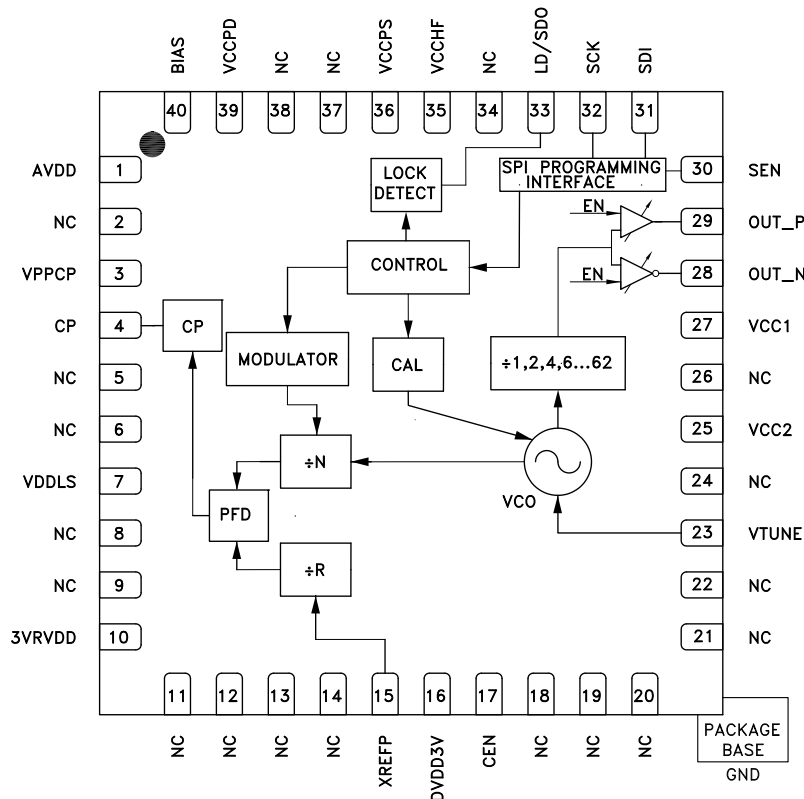 BIAS
VCCPD
NC
NC
VCCPS
VCCHF
NC
LD/SDO
SCK
SDI
40
39
38
37
36
35
34
33
32
31
AVDD
1
NC
2
VPPCP
3
CP
4
NC
5
NC
6
VDDLS
7
NC
8
NC
9
3VRVDD
10
LOCK
DETECT
SPI PROGRAMMING
INTERFACE
CONTROL
EN
EN
CP
MODULATOR
CAL
÷1,2,4,6...62
÷N
VCO
PFD
÷R
30
SEN
29
OUT_P
28
OUT_N
27
VCC1
26
NC
25
VCC2
24
NC
23
VTUNE
22
NC
21
NC
11
12
13
14
15
16
17
18
19
20
NC
NC
NC
NC
XREFP
DVDD3V
CEN
NC
NC
NC
PACKAGE
BASE
GND